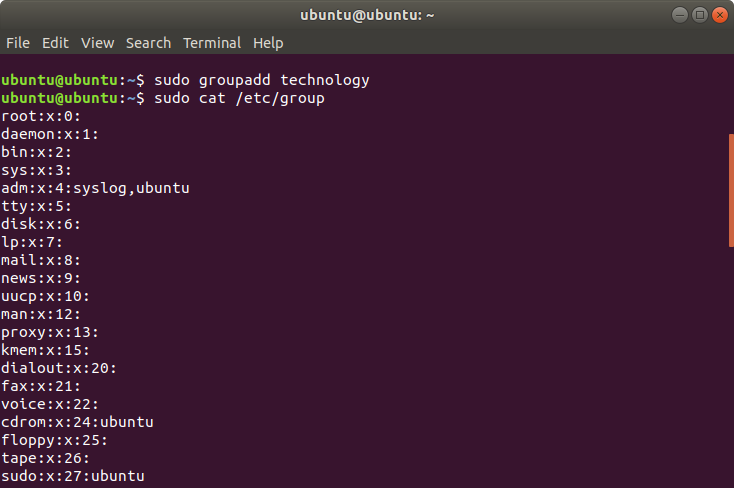 ubuntu@ubuntu: ~
File Edit View Search Terminal Help
ubuntu@ubuntu:~$ sudo groupadd technology
ubuntu@ubuntu:~$ sudo cat /etc/group
root:x:0:
daemon:x:1:
bin:x:2:
sys:x:3:
adm:x:4:syslog,ubuntu
tty:x:5:
disk:x:6:
lp:x:7:
mail:x:8:
news:x:9:
uucp:x:10:
man:x:12:
proxy:x:13:
kmem:x:15:
dialout:x:20:
fax:x:21:
voice:x:22:
cdrom:x:24:ubuntu
floppy:x:25:
tape:x:26:
sudo:x:27:ubuntu